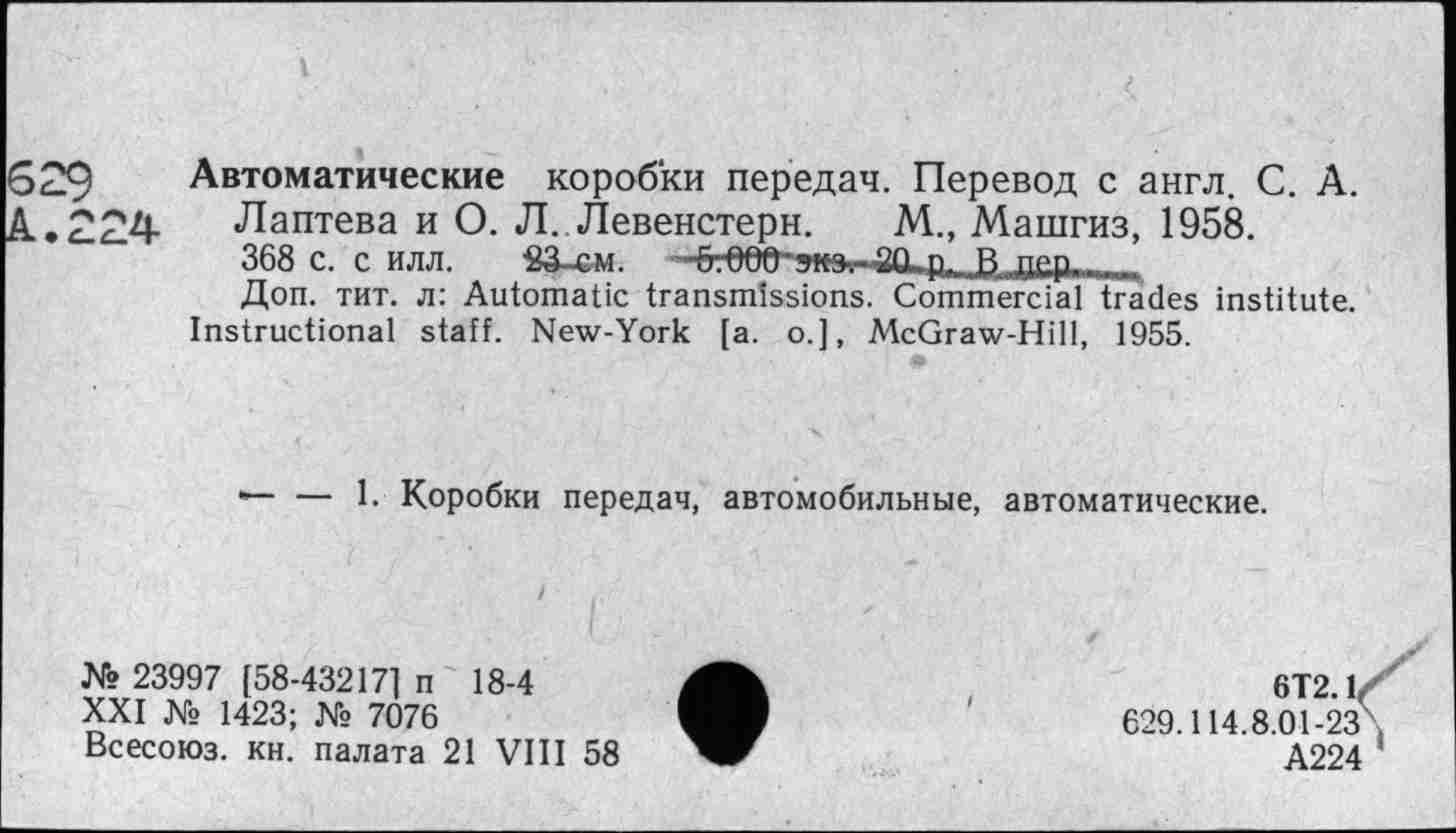 629 Автоматические коробки передач. Перевод с англ. С. А.
А.224 Лаптева и О. Л. Левенстерн. М., Машгиз, 1958.
368 с. с илл. 23 см. 5.000 экз. 20 р. В пер.
Доп. тит. л: Automatic transmissions. Commercial trades institute.
Instructional staff. New-York [a. o.], McGraw-Hill, 1955.
— — 1. Коробки передач, автомобильные, автоматические.
№ 23997 [58-43217] п 18-4
XXI № 1423; № 7076
Всесоюз. кн. палата 21 VIII 58
6Т2.1
629.114.8.01-23
А224